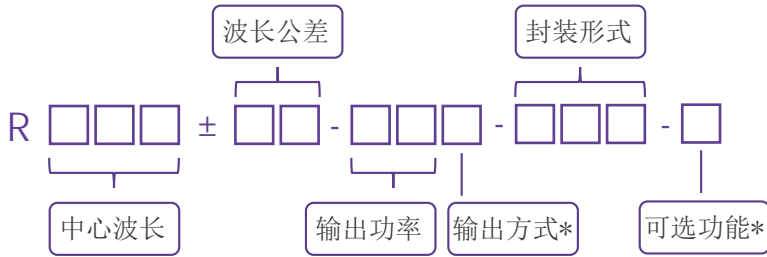 波长公差 封装形式
R □□□ ± □□ - □□□ - □□□ - □
中心波长 输出功率 输出方式* 可选功能*